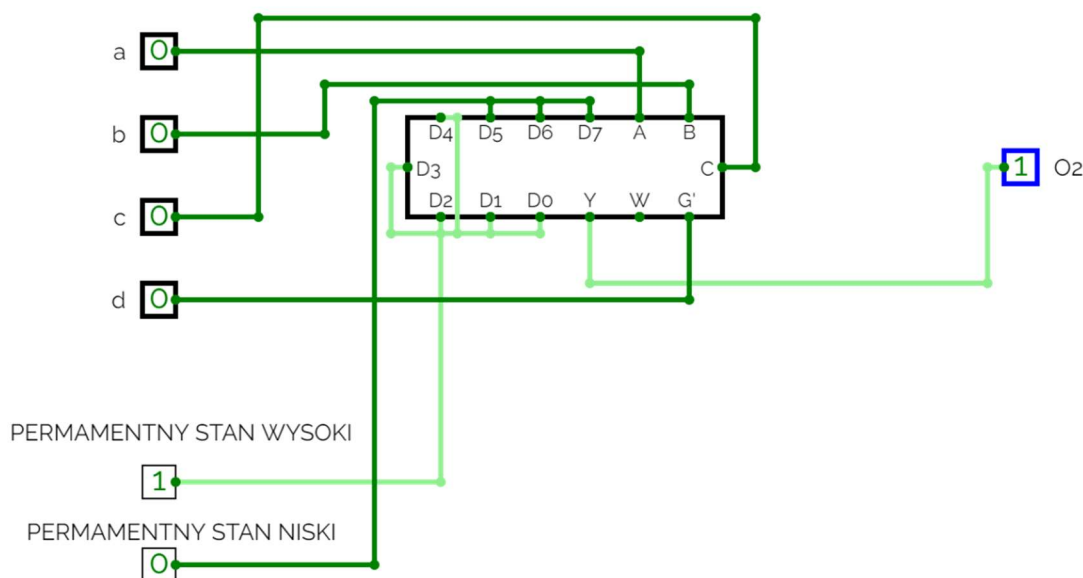 a 0
b 0
D4 D5 D6 D7 A B
D3 C 1 O2
D2 D1 D0 Y W G'
c 0
d 0
PERMAMENTNY STAN WYSOKI
1
PERMAMENTNY STAN NISKI
0